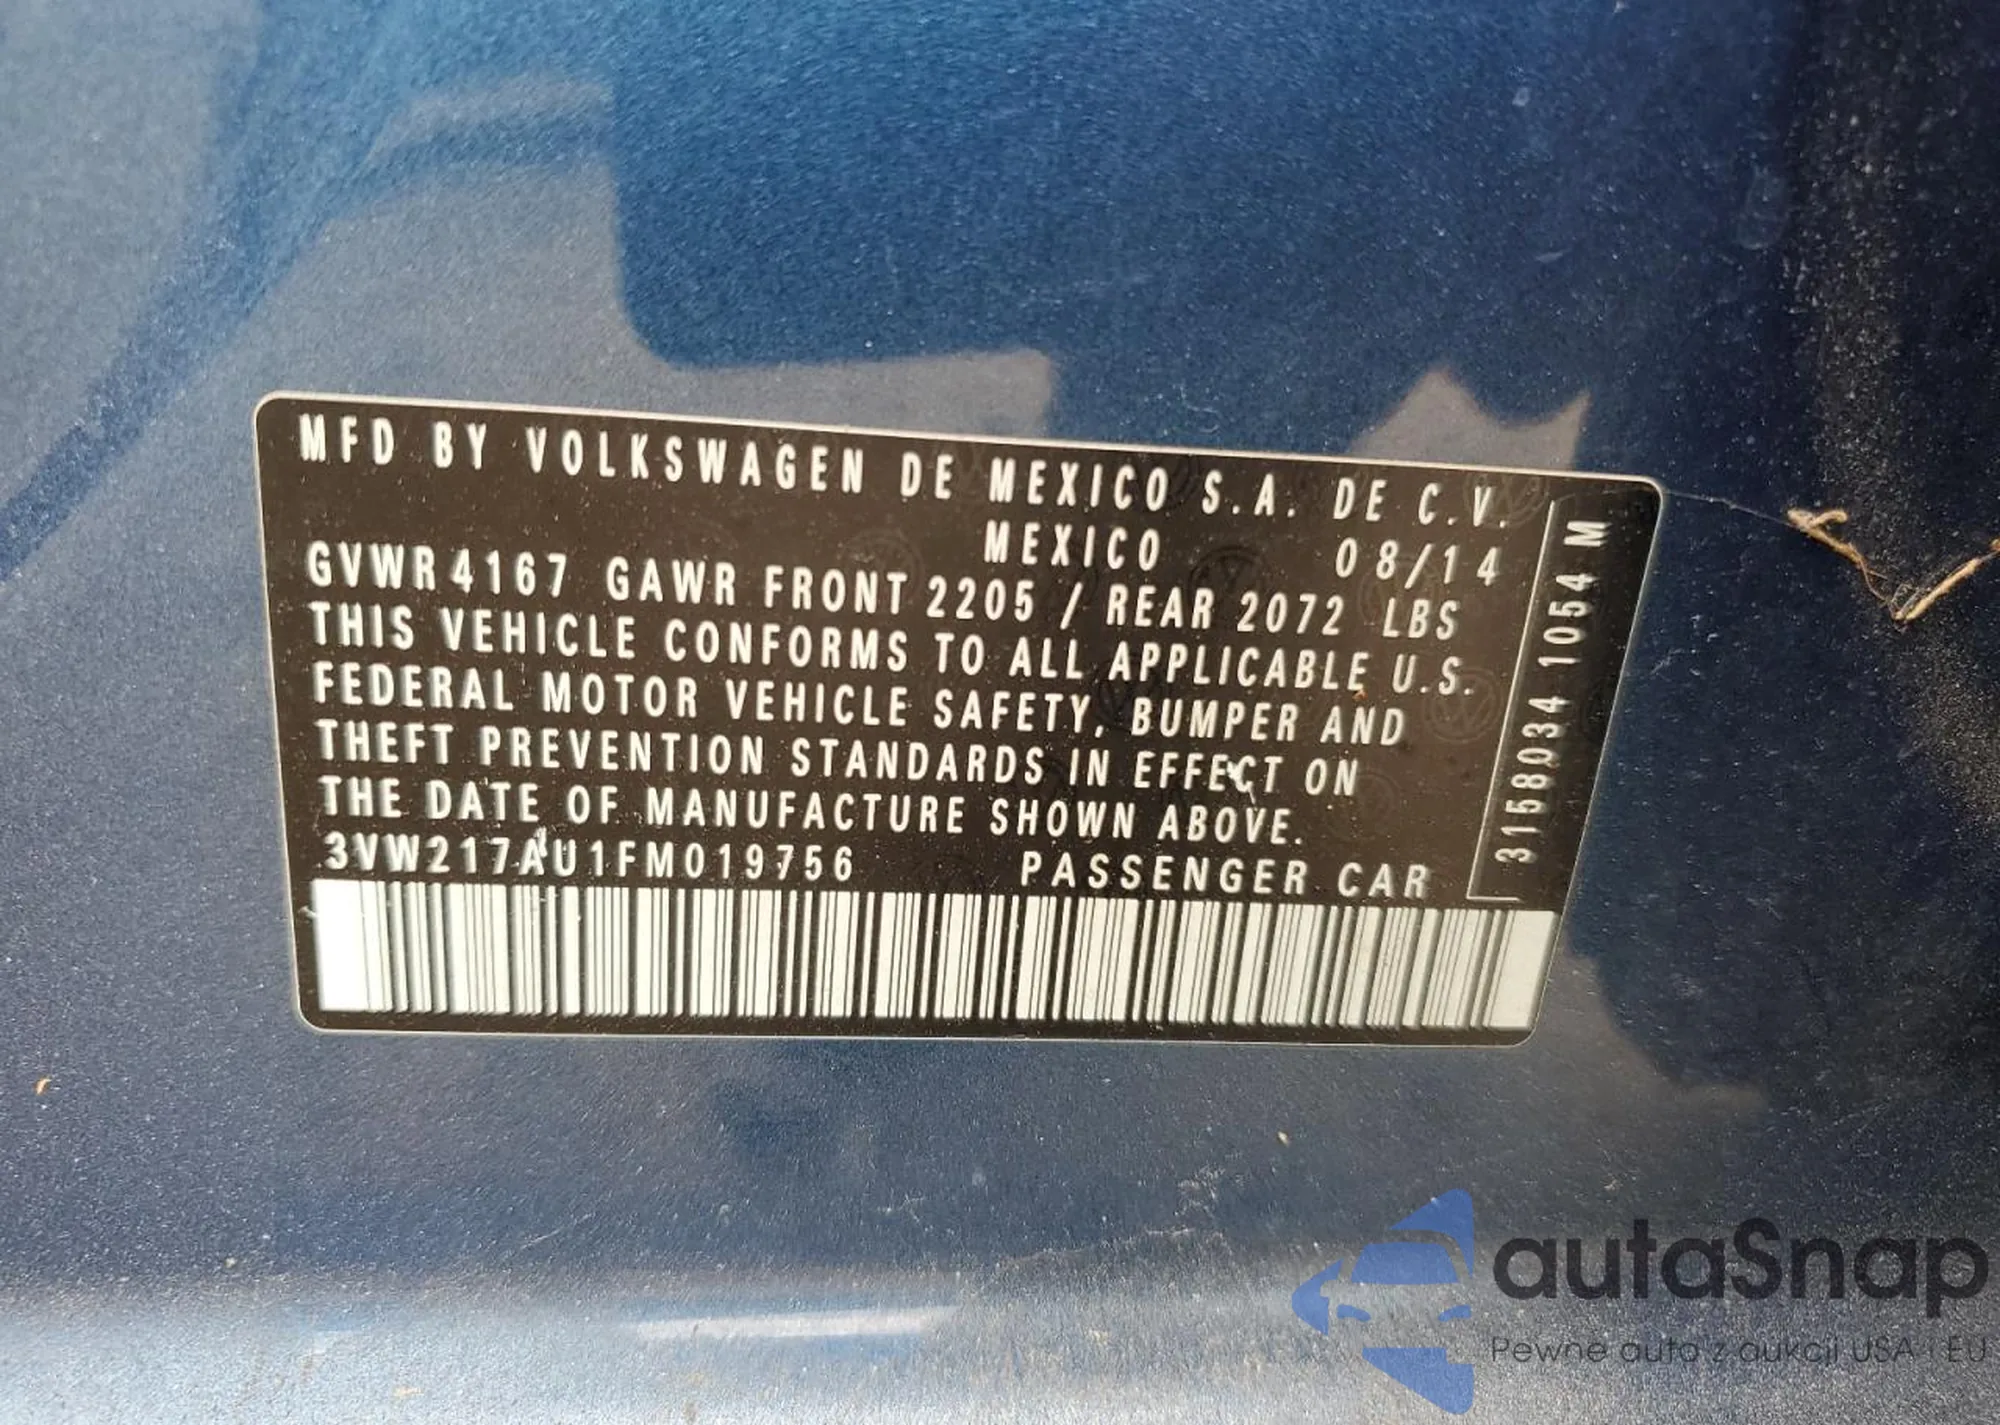 MFD BY VOLKSWAGEN DE MEXICO S.A. DE C.V.
MEXICO 08/14
GVWR 4167 GAWR FRONT 2205 / REAR 2072 LBS
THIS VEHICLE CONFORMS TO ALL APPLICABLE U.S.
FEDERAL MOTOR VEHICLE SAFETY, BUMPER AND
THEFT PREVENTION STANDARDS IN EFFECT ON
THE DATE OF MANUFACTURE SHOWN ABOVE.
3VW217AU1FM019756 PASSENGER CAR
3158034 1054 M
autaSnap
Pewne auta z aukcji USA i EU